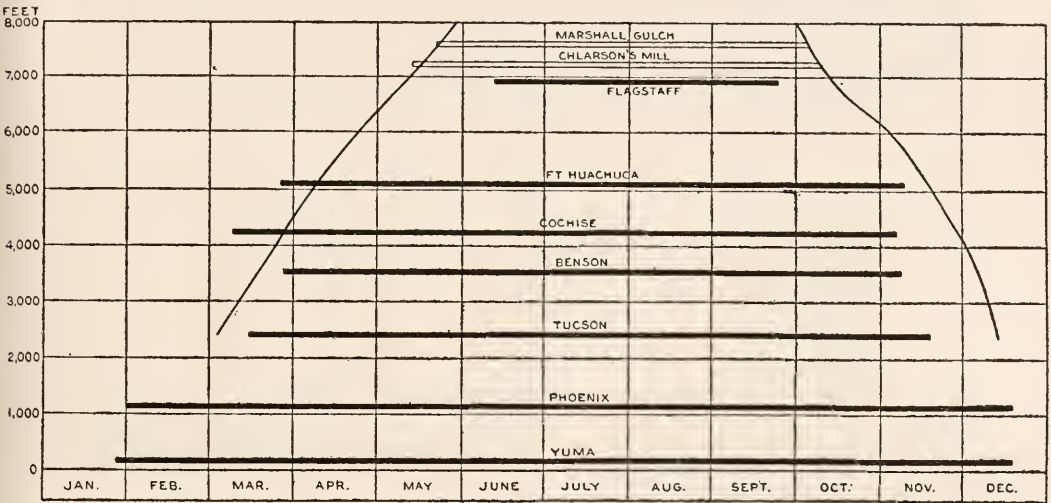 FEET
8,000
MARSHALL GULCH
CHLARSON'S MILL
7,000
FLAGSTAFF
6,000
FT HUACHUCA
5,000
COCHISE
4,000
BENSON
3,000
TUCSON
2,000
PHOENIX
1,000
YUMA
0
JAN. FEB. MAR. APR. MAY JUNE JULY AUG. SEPT. OCT. NOV. DEC.